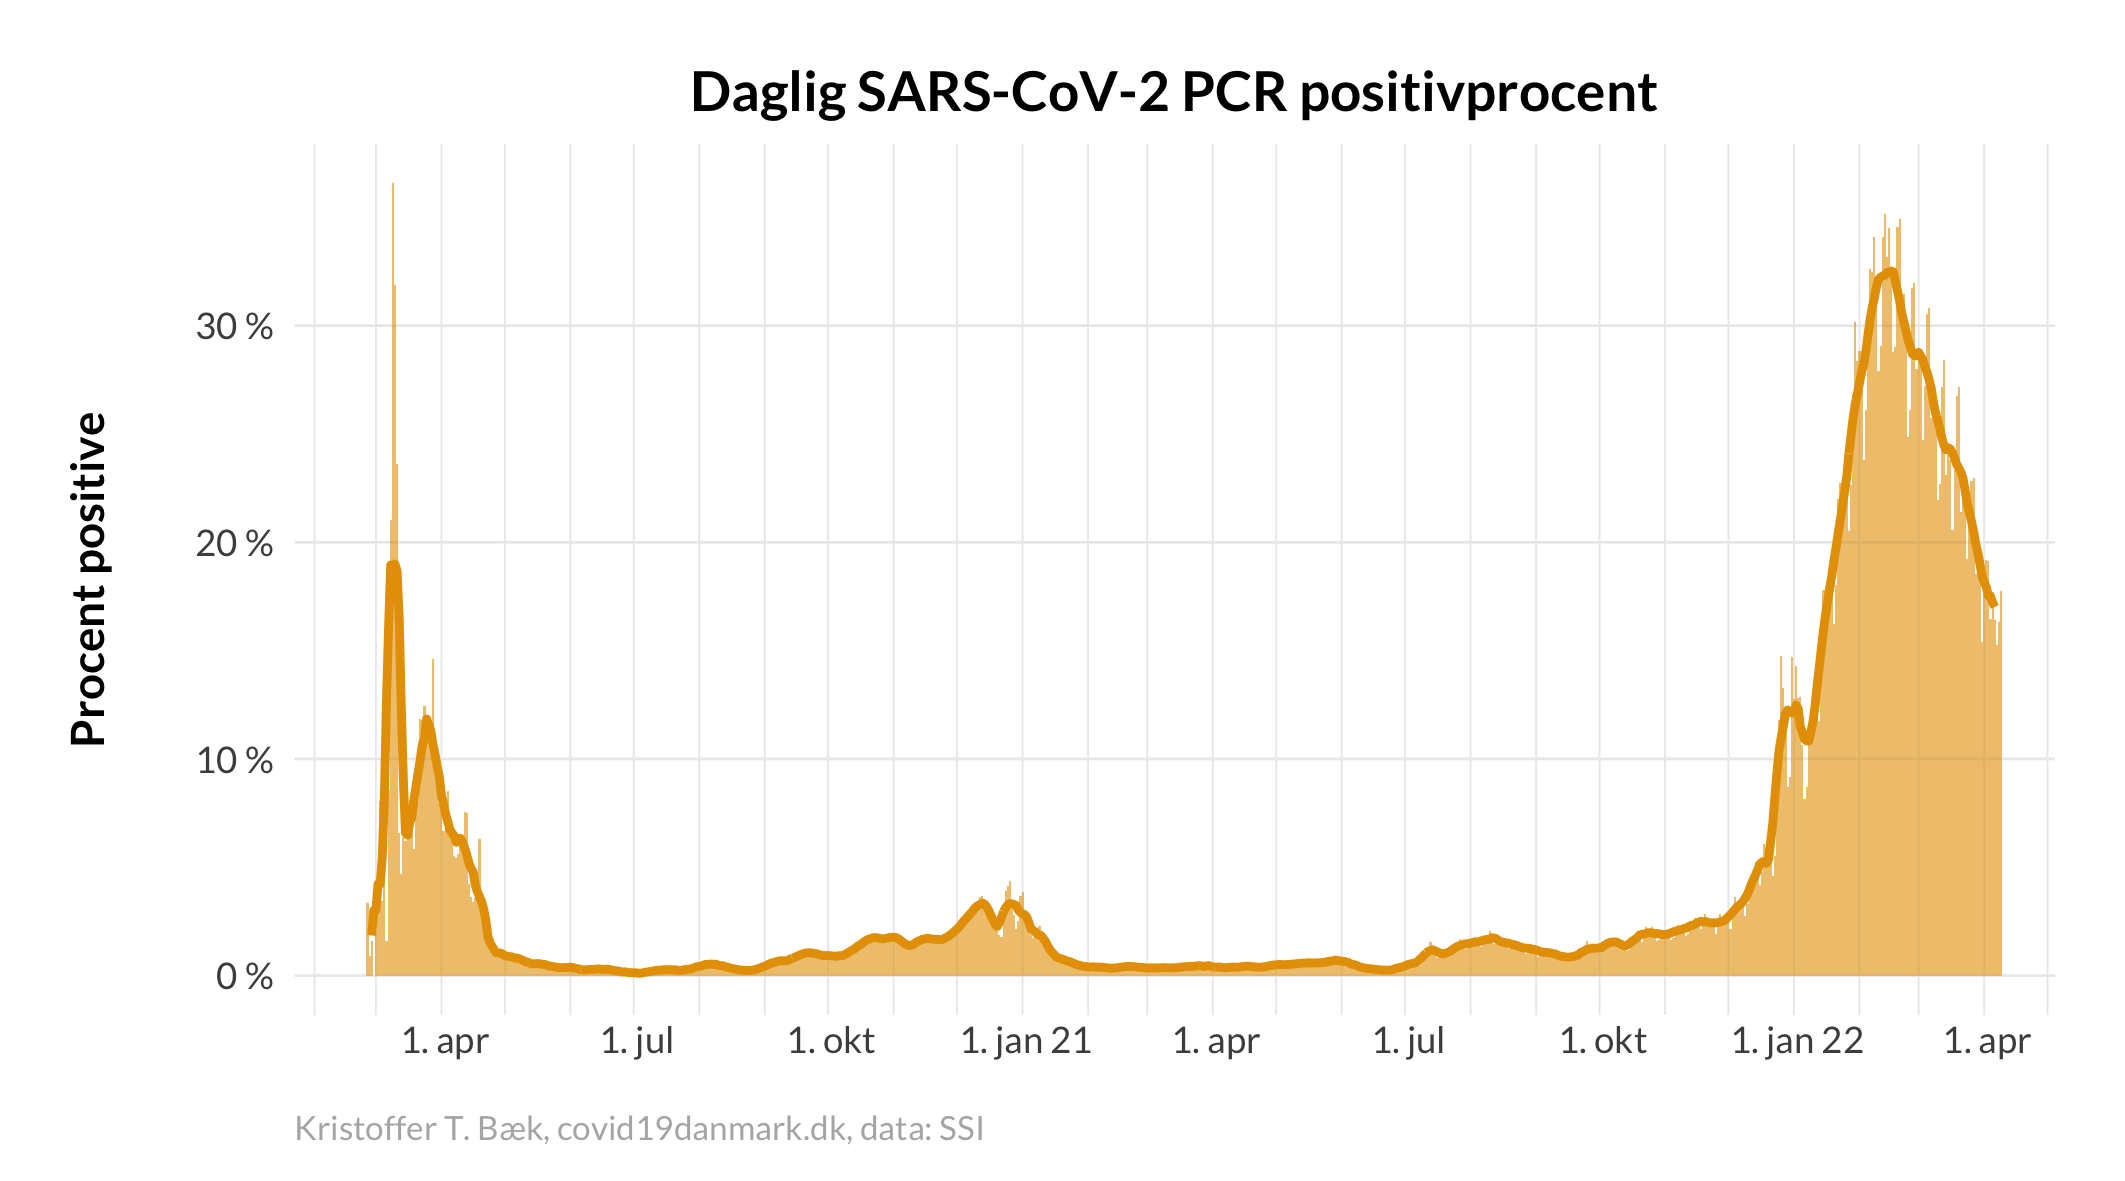 Daglig SARS-CoV-2 PCR positivprocent
Procent positive
30 %
20 %
10 %
0 %
1. apr 1. jul 1. okt 1. jan 21 1. apr 1. jul 1. okt 1. jan 22 1. apr
Kristoffer T. Bæk, covid19danmark.dk, data: SSI